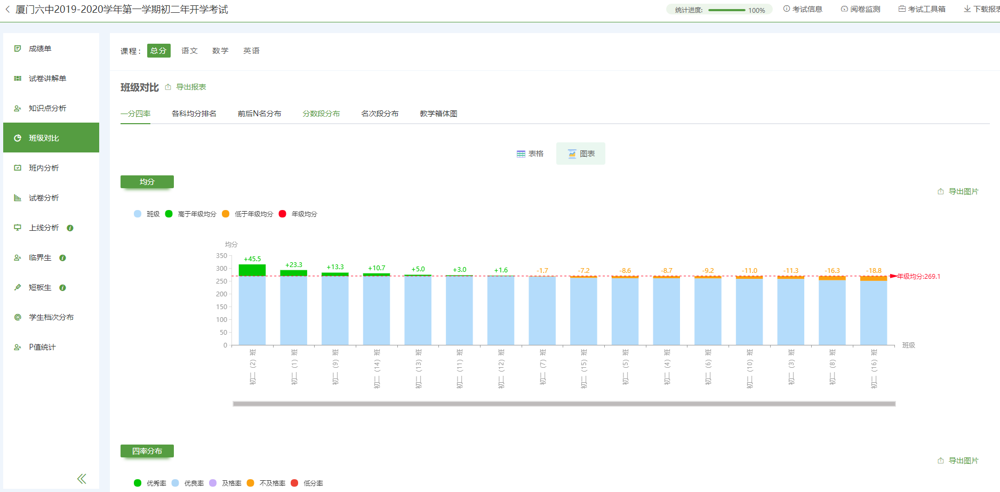 厦门六中2019-2020学年第一学期初二年开学考试
统计进度: 100%
考试信息
阅卷监测
考试工具箱
下载报表
成绩单
试卷讲解单
知识点分析
班级对比
班内分析
试卷分析
上线分析
临界生
短板生
学生档次分布
P值统计
课程: 总分 语文 数学 英语
班级对比 导出报表
一分四率 各科均分排名 前后N名分布 分数段分布 名次段分布 教学箱体图
表格 图表
均分
导出图片
班级 高于年级均分 低于年级均分 年级均分
均分
350
300
250
200
150
100
50
0
+45.5 +23.3 +13.3 +10.7 +5.0 +3.0 +1.6 -1.7 -7.2 -8.6 -8.7 -9.2 -11.0 -11.3 -16.3 -18.8
年级均分:269.1
班级
初二（2）班
初二（1）班
初二（9）班
初二（14）班
初二（13）班
初二（11）班
初二（12）班
初二（7）班
初二（15）班
初二（5）班
初二（4）班
初二（6）班
初二（10）班
初二（3）班
初二（8）班
初二（16）班
四率分布
导出图片
优秀率 优良率 及格率 不及格率 低分率